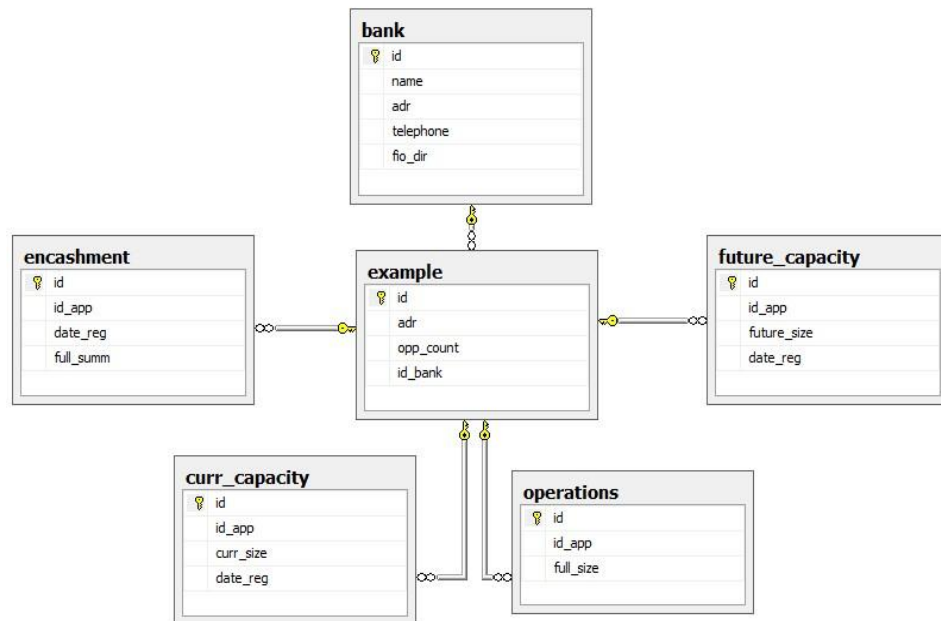 bank
id
name
adr
telephone
fio_dir
encashment
id
id_app
date_reg
full_summ
example
id
adr
opp_count
id_bank
future_capacity
id
id_app
future_size
date_reg
curr_capacity
id
id_app
curr_size
date_reg
operations
id
id_app
full_size